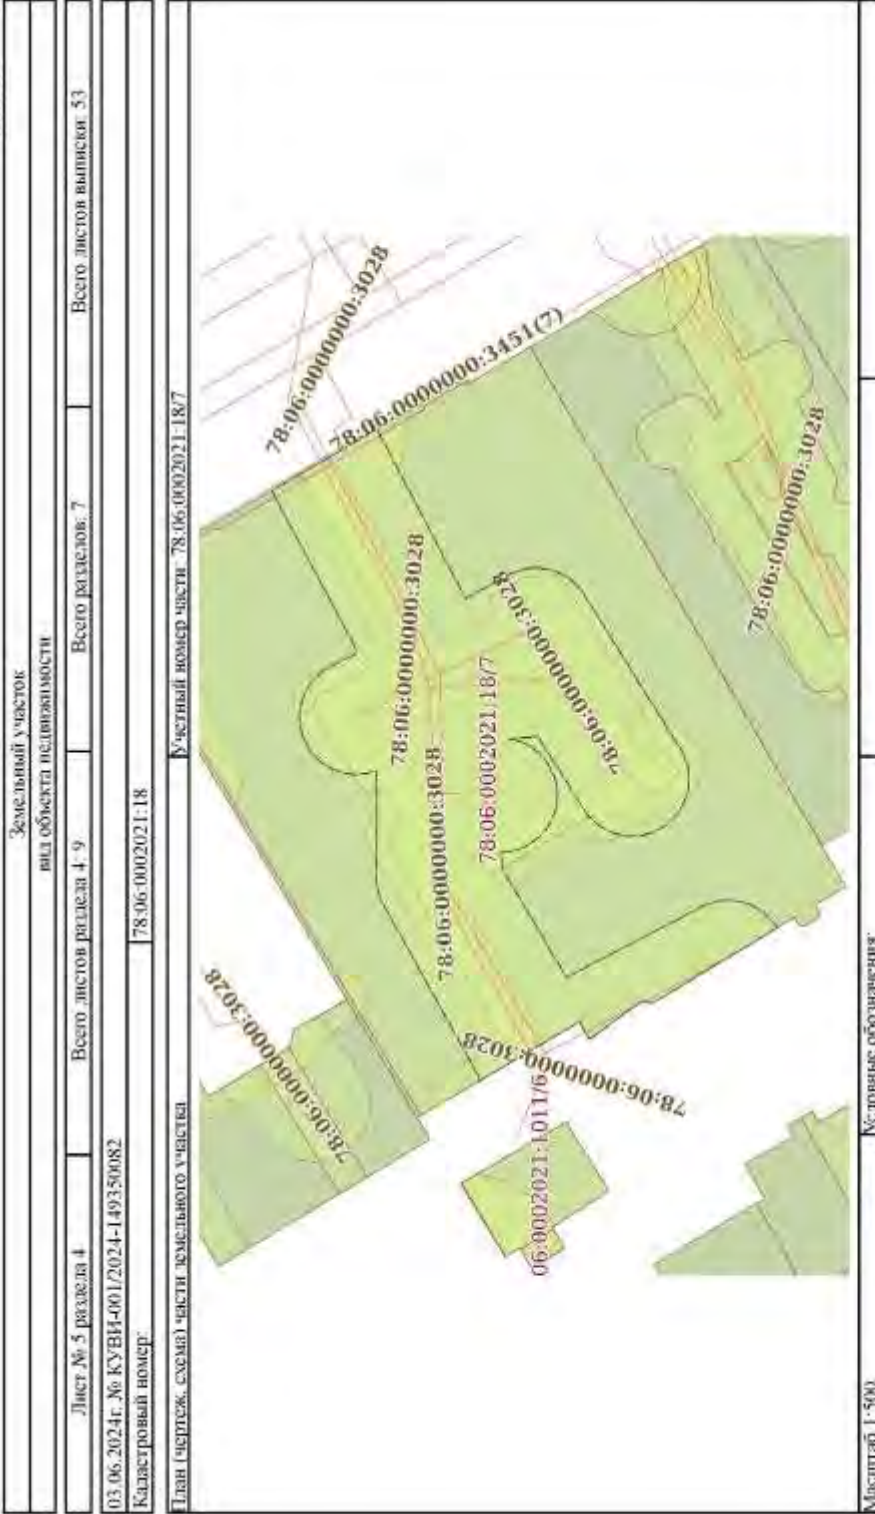 Земельный участок
вид объекта недвижимости
Лист № 5 раздела 4 Всего листов раздела 4: 9 Всего разделов: 7 Всего листов выписки: 53
03.06.2024г. № КУВИ-001/2024-149350082
Кадастровый номер: 78:06:0002021:18
План (чертеж, схема) части земельного участка Учетный номер части: 78:06:0002021:18/7
78:06:0000000:3028
78:06:0000000:3028
78:06:0000000:3451(7)
78:06:0000000:3028
78:06:0000000:3028
78:06:0000000:3028
78:06:0002021:18/7
78:06:0000000:3028
78:06:0000000:3028
06:0002021:1011/6
Масштаб 1:500 Условные обозначения: